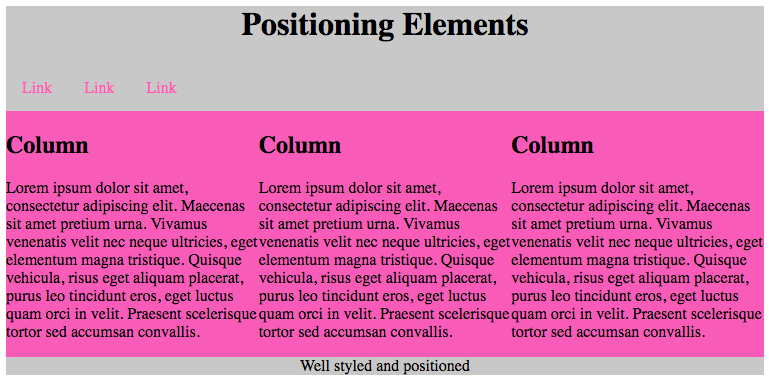 Positioning Elements
Link Link Link
Column
Lorem ipsum dolor sit amet,
consectetur adipiscing elit. Maecenas
sit amet pretium urna. Vivamus
venenatis velit nec neque ultricies, eget
elementum magna tristique. Quisque
vehicula, risus eget aliquam placerat,
purus leo tincidunt eros, eget luctus
quam orci in velit. Praesent scelerisque
tortor sed accumsan convallis.
Column
Lorem ipsum dolor sit amet,
consectetur adipiscing elit. Maecenas
sit amet pretium urna. Vivamus
venenatis velit nec neque ultricies, eget
elementum magna tristique. Quisque
vehicula, risus eget aliquam placerat,
purus leo tincidunt eros, eget luctus
quam orci in velit. Praesent scelerisque
tortor sed accumsan convallis.
Column
Lorem ipsum dolor sit amet,
consectetur adipiscing elit. Maecenas
sit amet pretium urna. Vivamus
venenatis velit nec neque ultricies, eget
elementum magna tristique. Quisque
vehicula, risus eget aliquam placerat,
purus leo tincidunt eros, eget luctus
quam orci in velit. Praesent scelerisque
tortor sed accumsan convallis.
Well styled and positioned